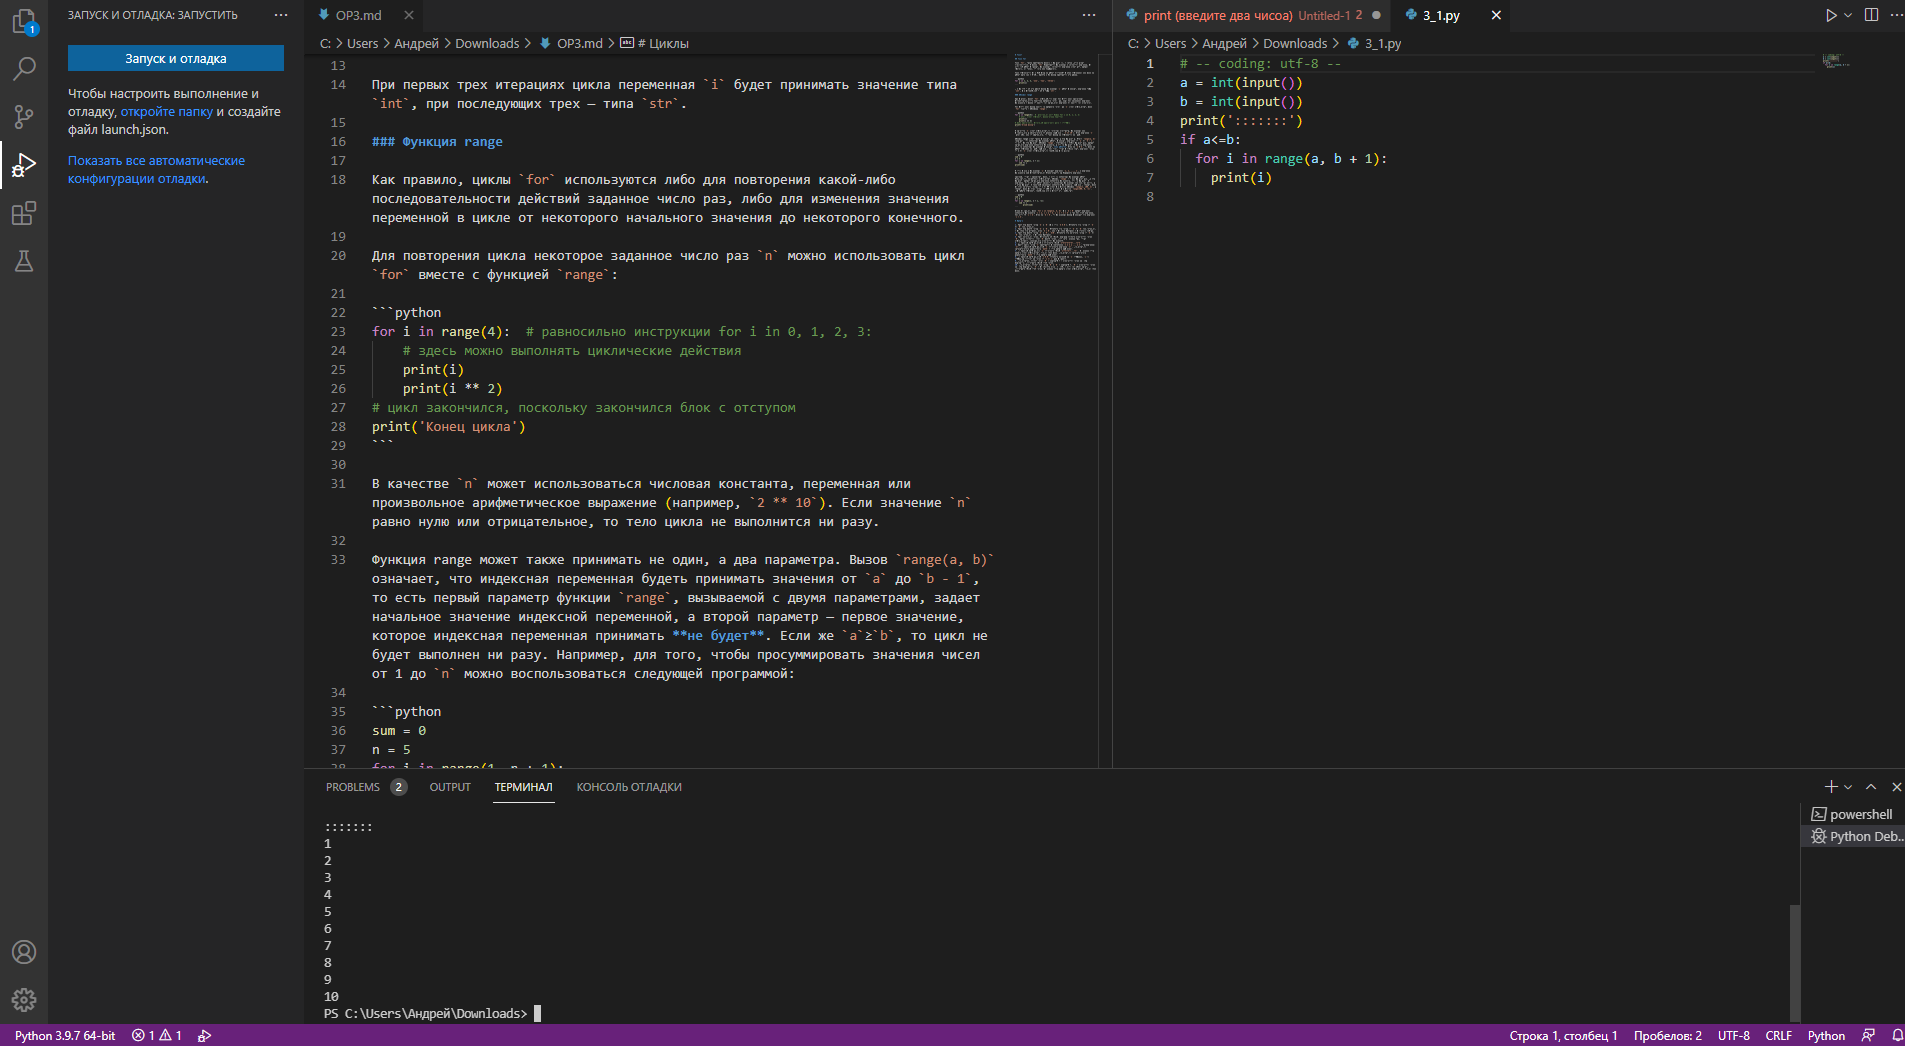 1
ЗАПУСК И ОТЛАДКА: ЗАПУСТИТЬ
Запуск и отладка
Чтобы настроить выполнение и
отладку, откройте папку и создайте
файл launch.json.
Показать все автоматические
конфигурации отладки.
OP3.md
C: > Users > Андрей > Downloads > OP3.md > # Циклы
13
14 При первых трех итерациях цикла переменная `i` будет принимать значение типа
`int`, при последующих трех — типа `str`.
15
16 ### Функция range
17
18 Как правило, циклы `for` используются либо для повторения какой-либо
последовательности действий заданное число раз, либо для изменения значения
переменной в цикле от некоторого начального значения до некоторого конечного.
19
20 Для повторения цикла некоторое заданное число раз `n` можно использовать цикл
`for` вместе с функцией `range`:
21
22 ```python
23 for i in range(4):  # равносильно инструкции for i in 0, 1, 2, 3:
24     # здесь можно выполнять циклические действия
25     print(i)
26     print(i ** 2)
27 # цикл закончился, поскольку закончился блок с отступом
28 print('Конец цикла')
29 ```
30
31 В качестве `n` может использоваться числовая константа, переменная или
произвольное арифметическое выражение (например, `2 ** 10`). Если значение `n`
равно нулю или отрицательное, то тело цикла не выполнится ни разу.
32
33 Функция range может также принимать не один, а два параметра. Вызов `range(a, b)`
означает, что индексная переменная будеть принимать значения от `a` до `b - 1`,
то есть первый параметр функции `range`, вызываемой с двумя параметрами, задает
начальное значение индексной переменной, а второй параметр — первое значение,
которое индексная переменная принимать **не будет**. Если же `a`≥`b`, то цикл не
будет выполнен ни разу. Например, для того, чтобы просуммировать значения чисел
от 1 до `n` можно воспользоваться следующей программой:
34
35 ```python
36 sum = 0
37 n = 5
38 for i in range(1, n + 1):
print (введите два чисоа) Untitled-1 2
3_1.py
C: > Users > Андрей > Downloads > 3_1.py
1 # -- coding: utf-8 --
2 a = int(input())
3 b = int(input())
4 print(':::::::')
5 if a<=b:
6   for i in range(a, b + 1):
7     print(i)
8
PROBLEMS 2 OUTPUT ТЕРМИНАЛ КОНСОЛЬ ОТЛАДКИ
:::::::
1
2
3
4
5
6
7
8
9
10
PS C:\Users\Андрей\Downloads>
powershell
Python Deb...
Python 3.9.7 64-bit 1 1
Строка 1, столбец 1 Пробелов: 2 UTF-8 CRLF Python